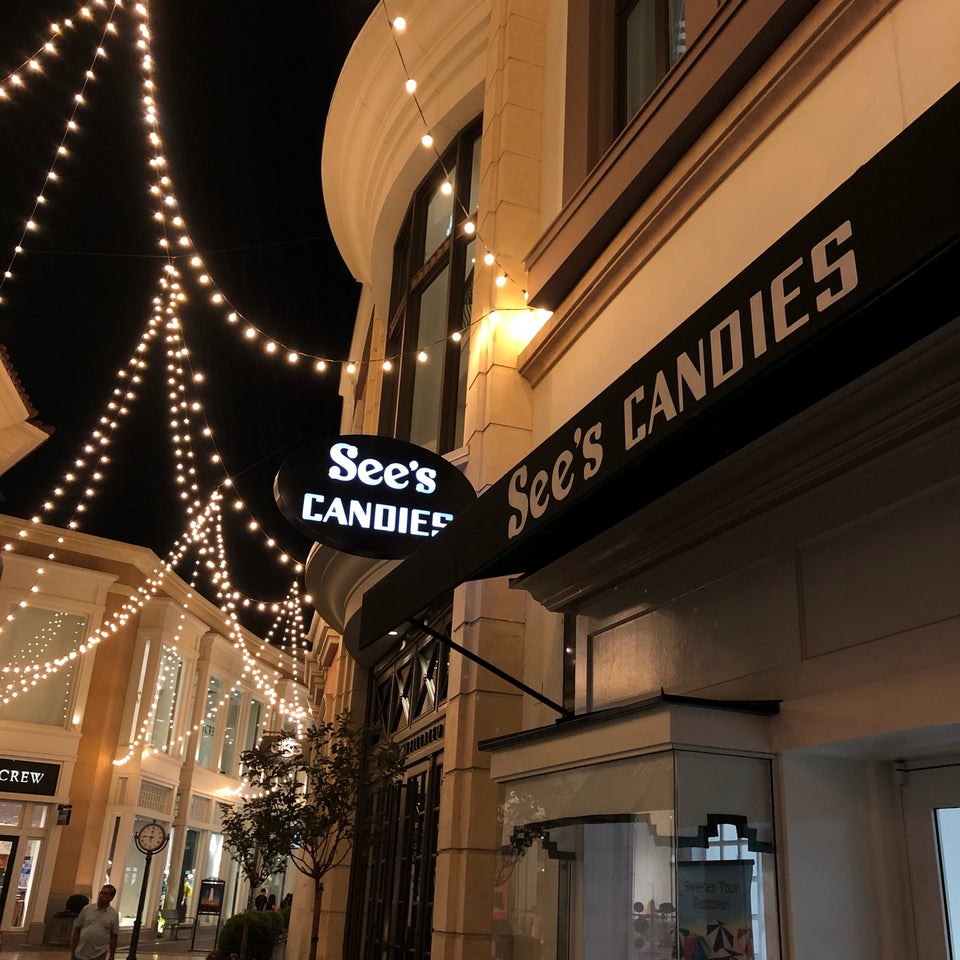 See's
CANDIES
See's CANDIES
CREW
Sweeten Your
Summer!